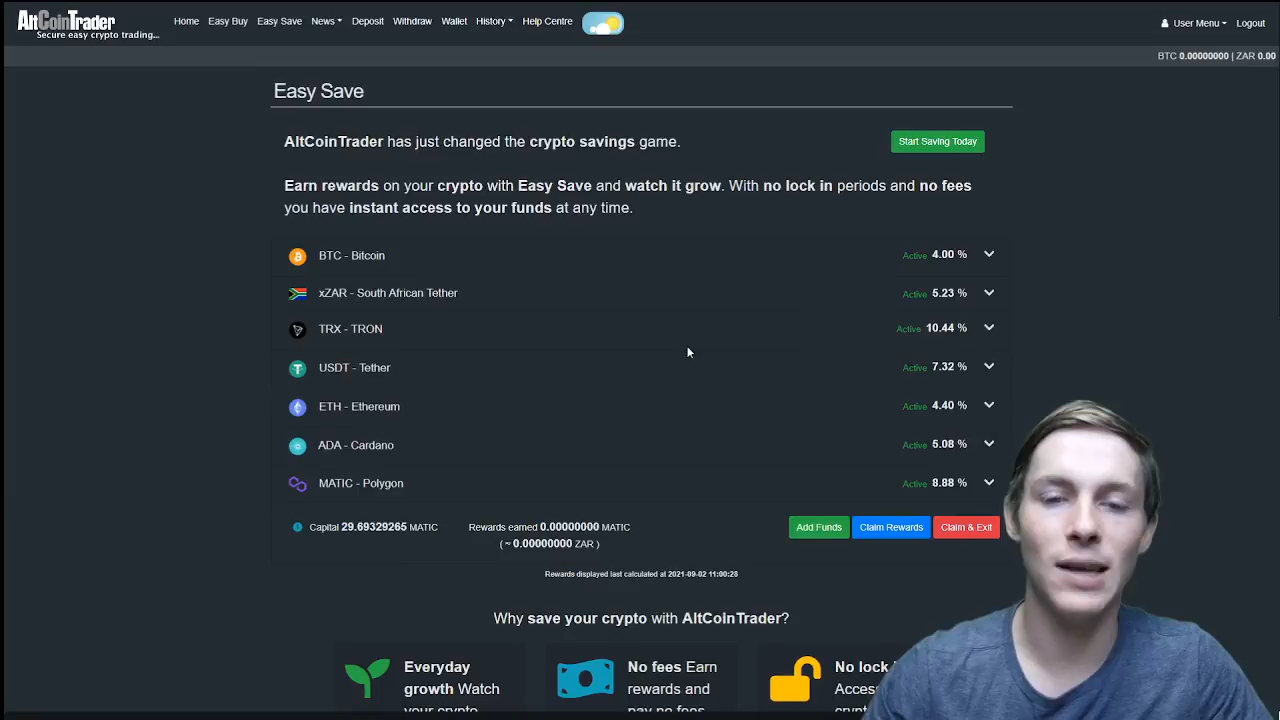 AltCoinTrader
Secure easy crypto trading...
Home Easy Buy Easy Save News Deposit Withdraw Wallet History Help Centre User Menu Logout
BTC 0.00000000 | ZAR 0.00
Easy Save
AltCoinTrader has just changed the crypto savings game.
Start Saving Today
Earn rewards on your crypto with Easy Save and watch it grow. With no lock in periods and no fees
you have instant access to your funds at any time.
BTC - Bitcoin Active 4.00 %
xZAR - South African Tether Active 5.23 %
TRX - TRON Active 10.44 %
USDT - Tether Active 7.32 %
ETH - Ethereum Active 4.40 %
ADA - Cardano Active 5.08 %
MATIC - Polygon Active 8.88 %
Capital 29.69329265 MATIC Rewards earned 0.00000000 MATIC Add Funds Claim Rewards Claim & Exit
( ~ 0.00000000 ZAR )
Rewards displayed last calculated at 2021-09-02 11:00:28
Why save your crypto with AltCoinTrader?
Everyday
growth Watch
your crypto
No fees Earn
rewards and
pay no fees
No lock